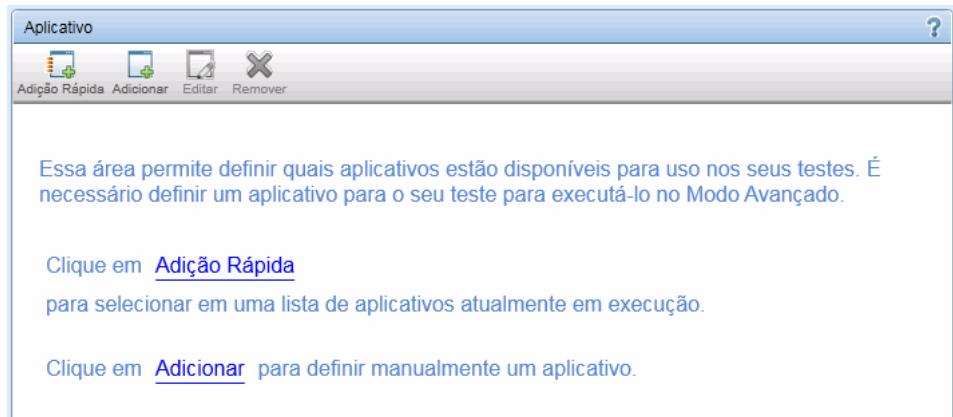 Aplicativo ?
Adição Rápida Adicionar Editar Remover
Essa área permite definir quais aplicativos estão disponíveis para uso nos seus testes. É
necessário definir um aplicativo para o seu teste para executá-lo no Modo Avançado.
Clique em Adição Rápida
para selecionar em uma lista de aplicativos atualmente em execução.
Clique em Adicionar para definir manualmente um aplicativo.